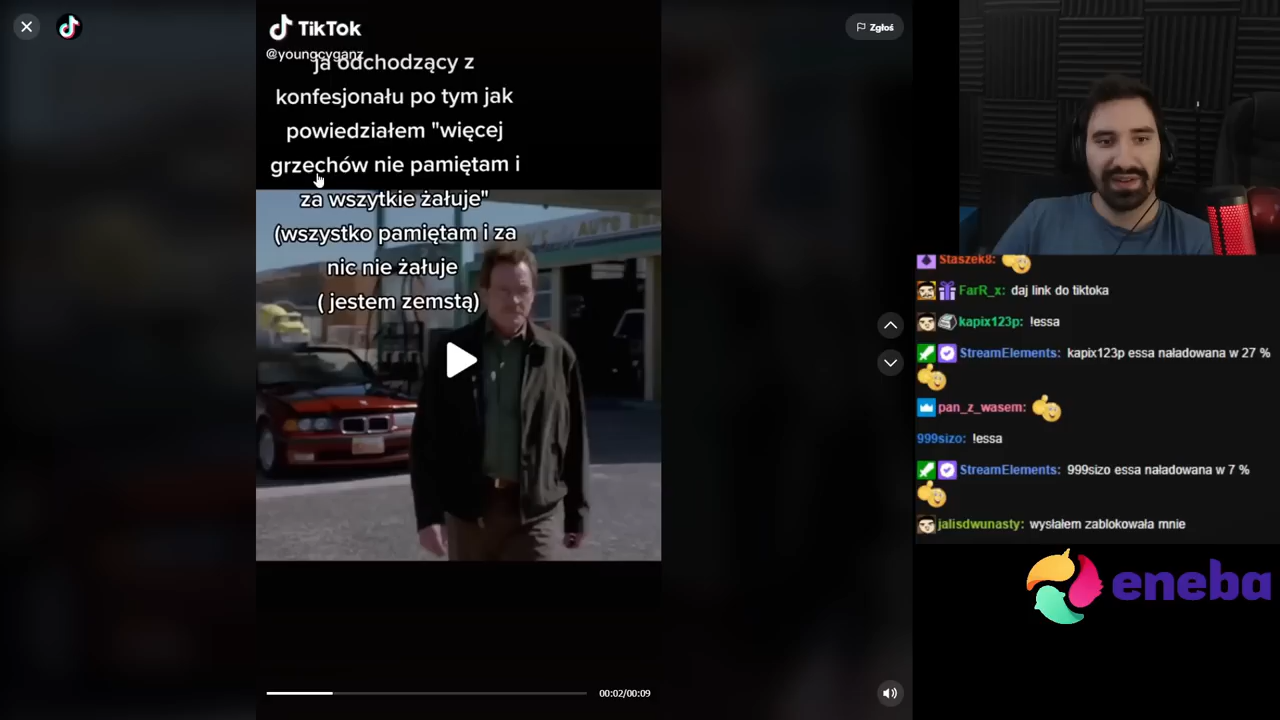 TikTok
@youngcyganz
ja odchodzący z
konfesjonału po tym jak
powiedziałem "więcej
grzechów nie pamiętam i
za wszytkie żałuje"
(wszystko pamiętam i za
nic nie żałuje
( jestem zemstą)
AUTO
00:02/00:09
Zgłoś
Staszek8:
FarR_x: daj link do tiktoka
kapix123p: !essa
StreamElements: kapix123p essa naładowana w 27 %
pan_z_wasem:
999sizo: !essa
StreamElements: 999sizo essa naładowana w 7 %
jalisdwunasty: wysłałem zablokowała mnie
eneba